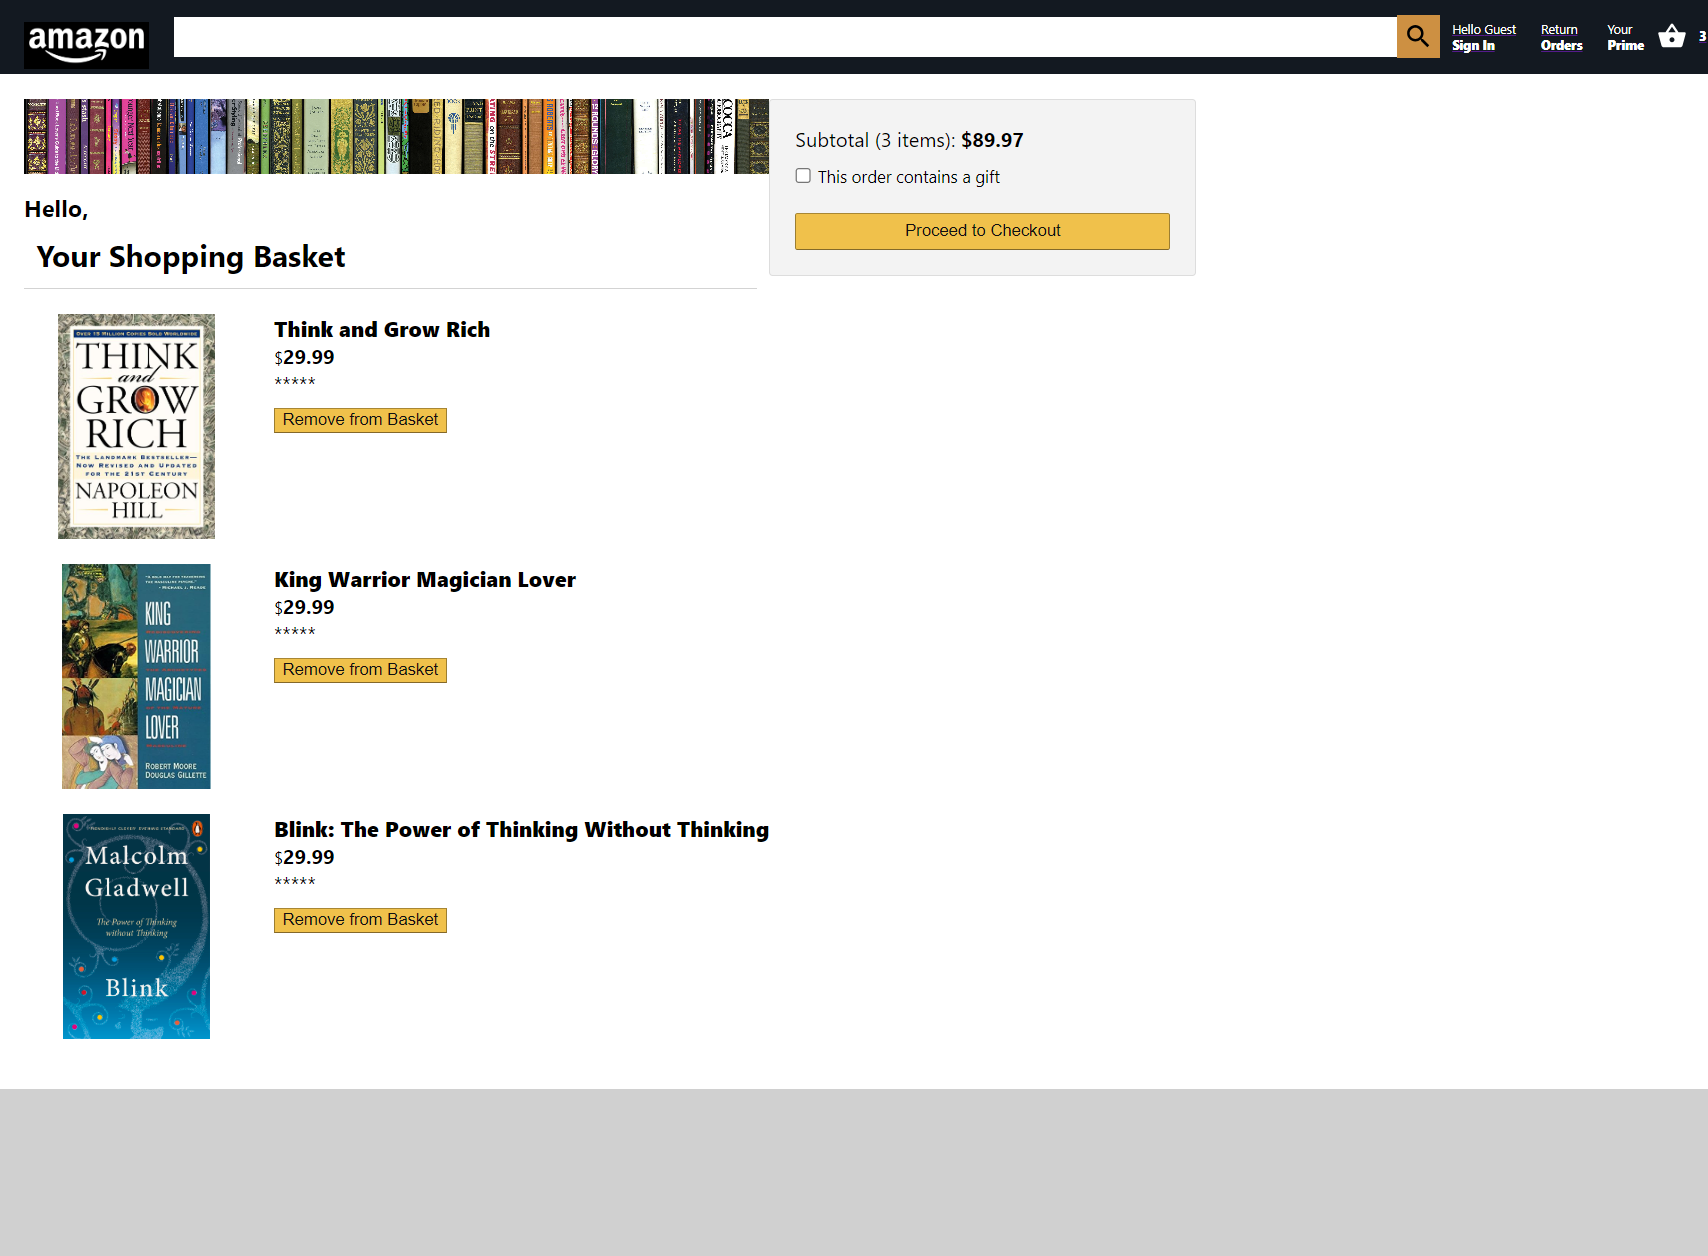 amazon
Hello Guest
Sign In
Return
Orders
Your
Prime
3
Subtotal (3 items): $89.97
This order contains a gift
Proceed to Checkout
Hello,
Your Shopping Basket
OVER 15 MILLION COPIES SOLD WORLDWIDE
THINK
and
GROW
RICH
THE LANDMARK BESTSELLER—
NOW REVISED AND UPDATED
FOR THE 21ST CENTURY
NAPOLEON
HILL
Think and Grow Rich
$29.99
*****
Remove from Basket
KING
WARRIOR
MAGICIAN
LOVER
ROBERT MOORE
DOUGLAS GILLETTE
King Warrior Magician Lover
$29.99
*****
Remove from Basket
Malcolm
Gladwell
The Power of Thinking
without Thinking
Blink
Blink: The Power of Thinking Without Thinking
$29.99
*****
Remove from Basket